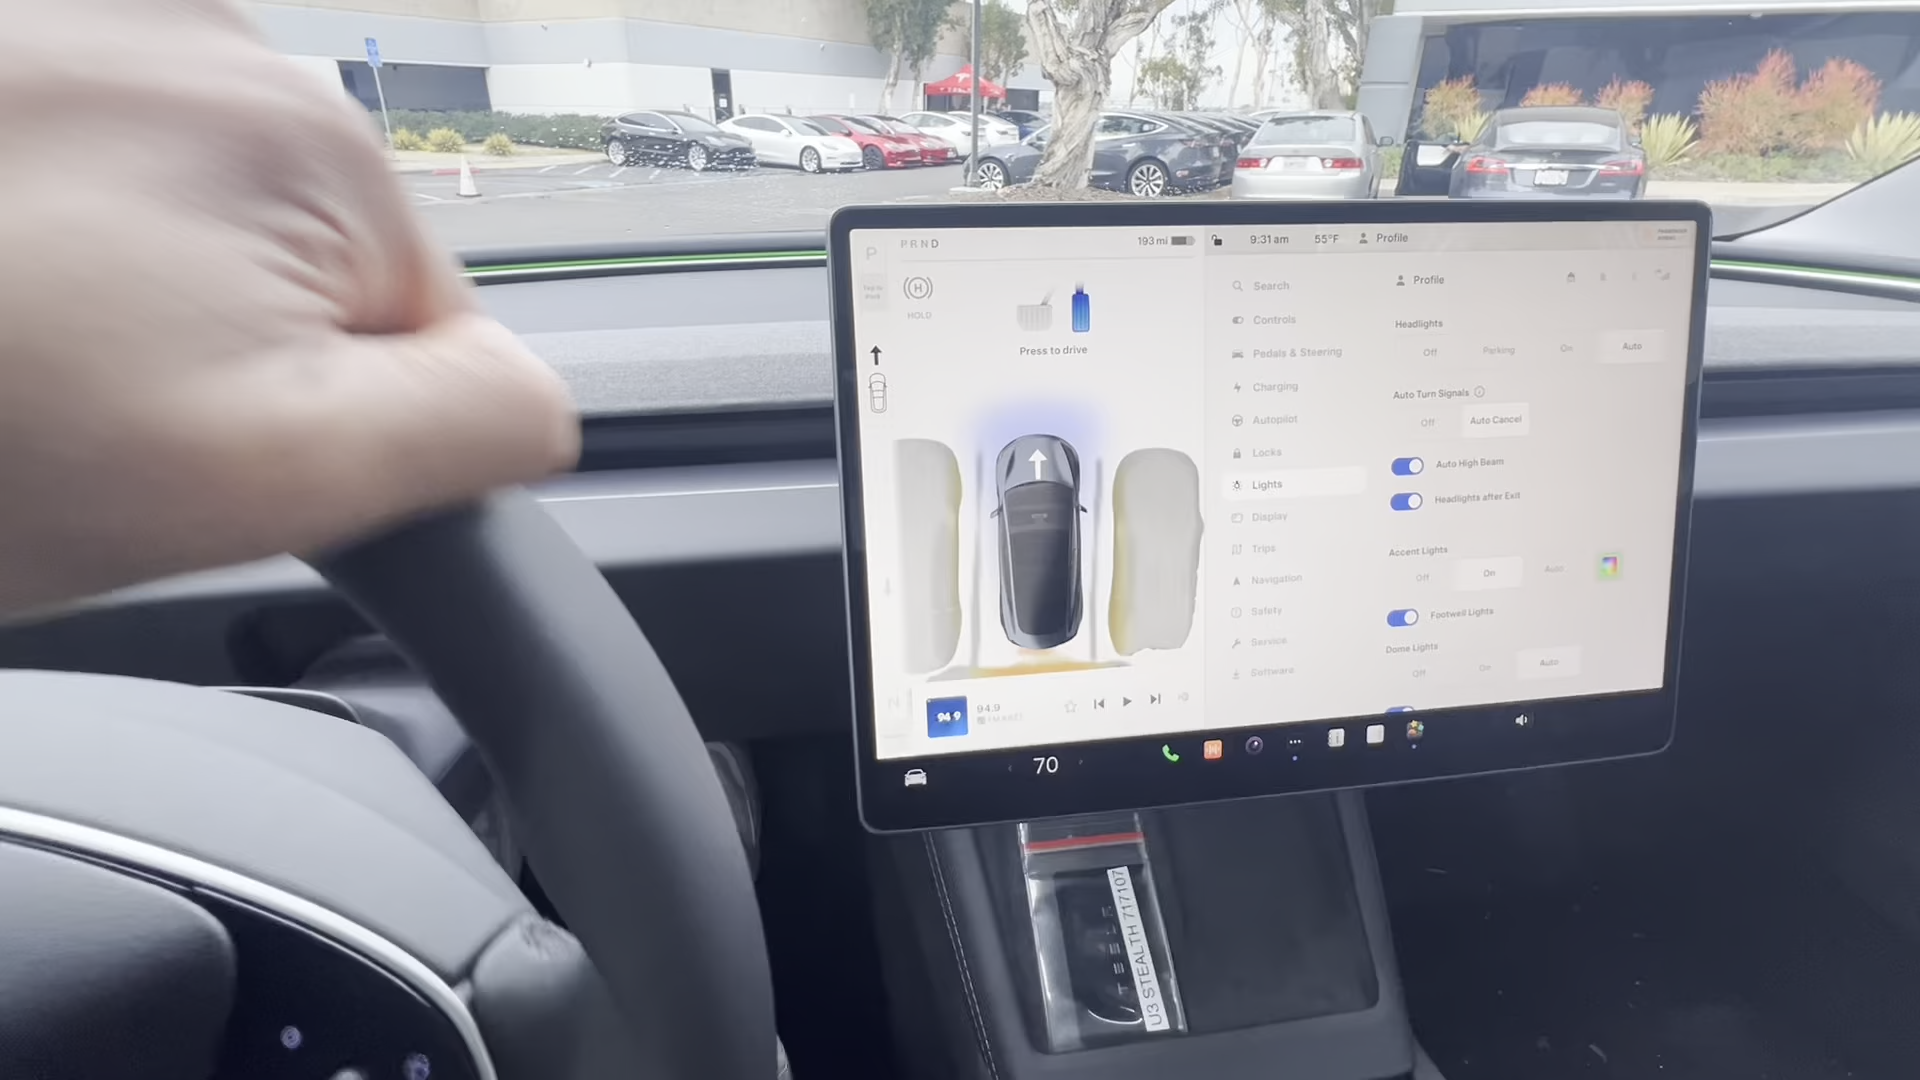 P
PRND
193 mi
9:31 am
55°F
Profile
HOLD
Press to drive
Search
Controls
Pedals & Steering
Charging
Autopilot
Locks
Lights
Display
Trips
Navigation
Safety
Service
Software
Profile
Headlights
Off
Parking
On
Auto
Auto Turn Signals
Off
Auto Cancel
Auto High Beam
Headlights after Exit
Accent Lights
Off
On
Auto
Footwell Lights
Dome Lights
Off
On
Auto
N
94 9
94.9
70
TESLA
U3 STEALTH 717107